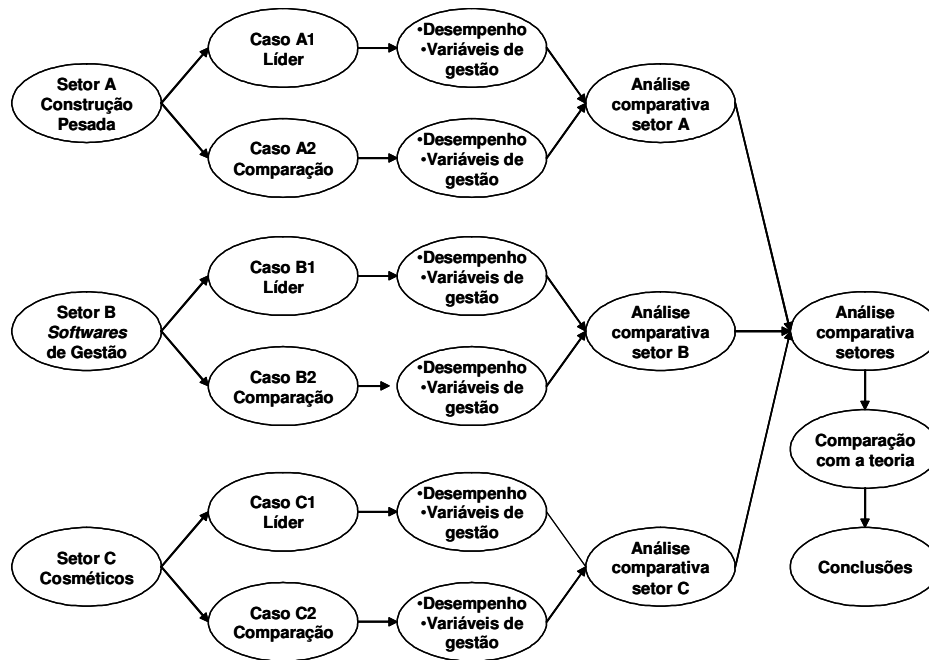 Setor A
Construção
Pesada
Caso A1
Líder
•Desempenho
•Variáveis de
gestão
Caso A2
Comparação
•Desempenho
•Variáveis de
gestão
Análise
comparativa
setor A
Setor B
Softwares
de Gestão
Caso B1
Líder
•Desempenho
•Variáveis de
gestão
Caso B2
Comparação
•Desempenho
•Variáveis de
gestão
Análise
comparativa
setor B
Setor C
Cosméticos
Caso C1
Líder
•Desempenho
•Variáveis de
gestão
Caso C2
Comparação
•Desempenho
•Variáveis de
gestão
Análise
comparativa
setor C
Análise
comparativa
setores
Comparação
com a teoria
Conclusões